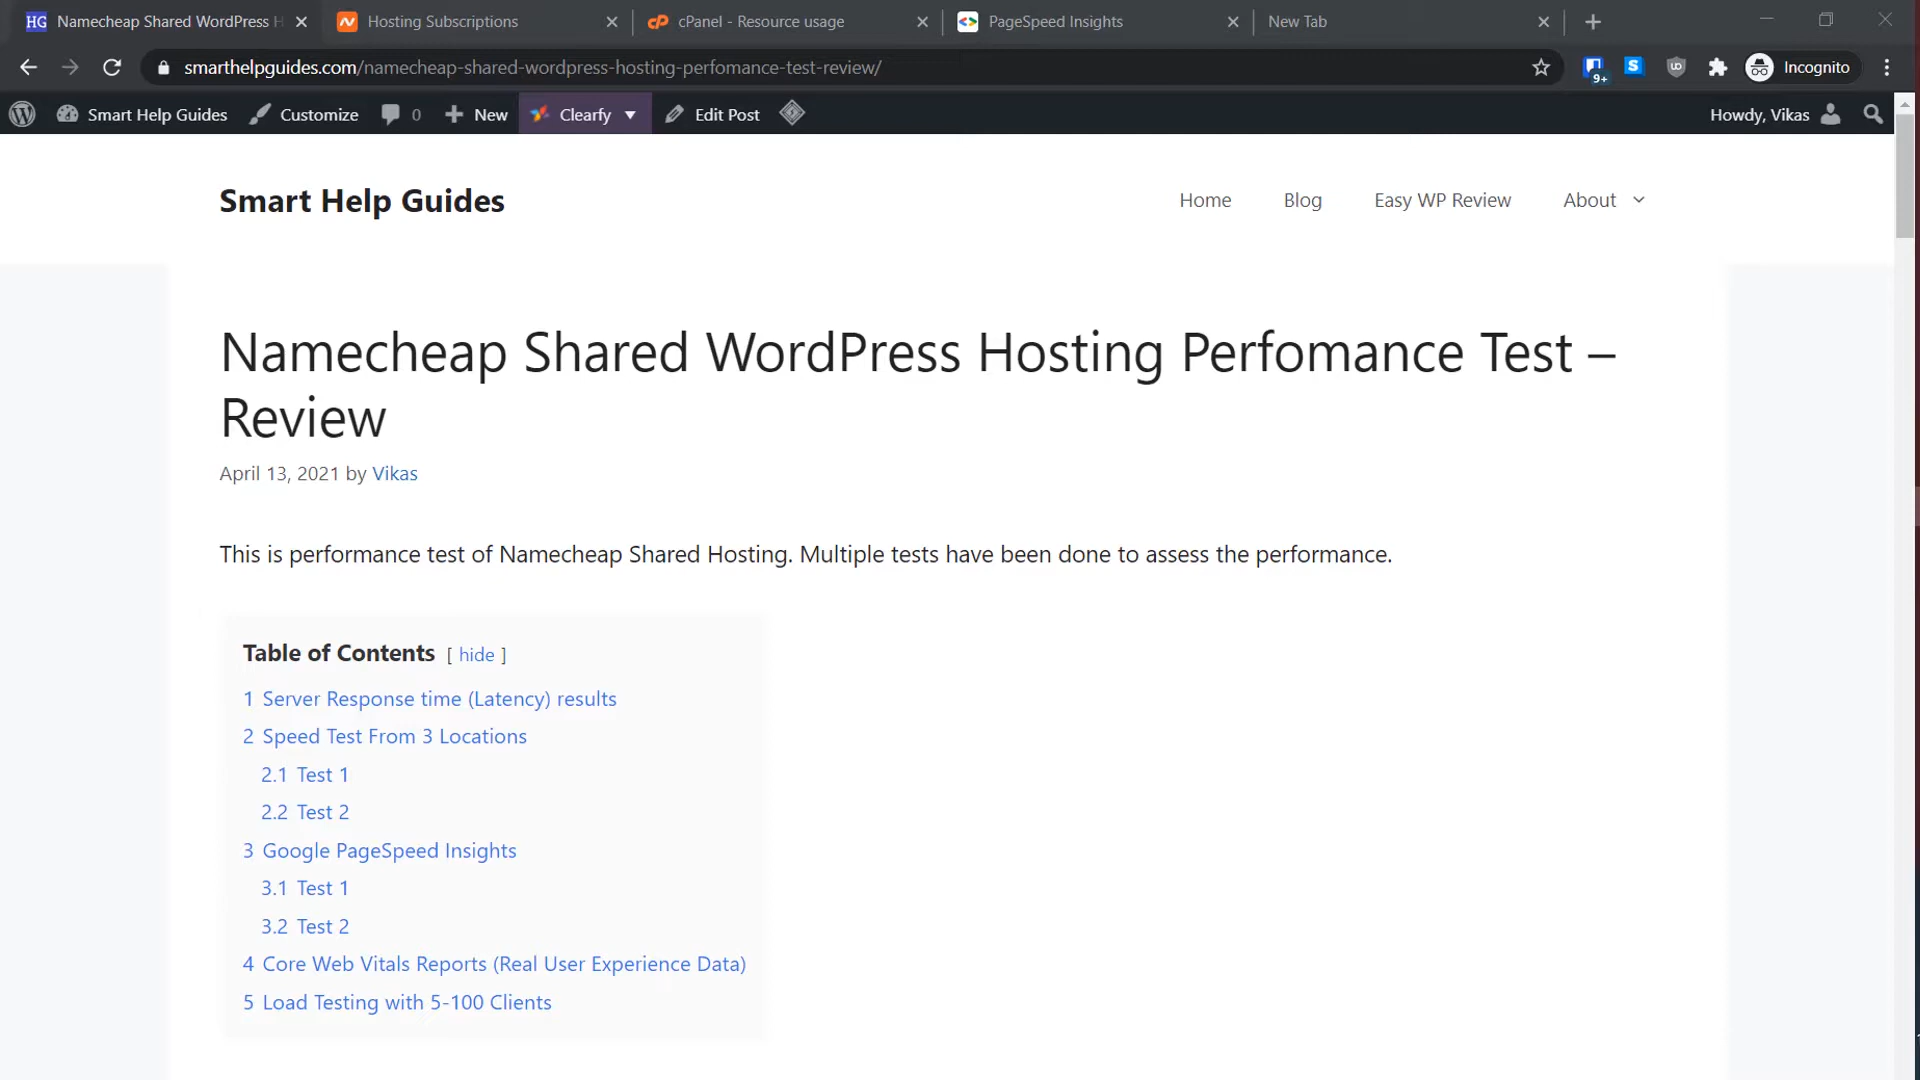 HG Namecheap Shared WordPress H
Hosting Subscriptions
cP cPanel - Resource usage
PageSpeed Insights
New Tab
smarthelpguides.com/namecheap-shared-wordpress-hosting-perfomance-test-review/
9+
S
Incognito
Smart Help Guides
Customize
0
New
Clearfy
Edit Post
Howdy, Vikas
Smart Help Guides
Home
Blog
Easy WP Review
About
Namecheap Shared WordPress Hosting Perfomance Test –
Review
April 13, 2021 by Vikas
This is performance test of Namecheap Shared Hosting. Multiple tests have been done to assess the performance.
Table of Contents [ hide ]
1 Server Response time (Latency) results
2 Speed Test From 3 Locations
2.1 Test 1
2.2 Test 2
3 Google PageSpeed Insights
3.1 Test 1
3.2 Test 2
4 Core Web Vitals Reports (Real User Experience Data)
5 Load Testing with 5-100 Clients